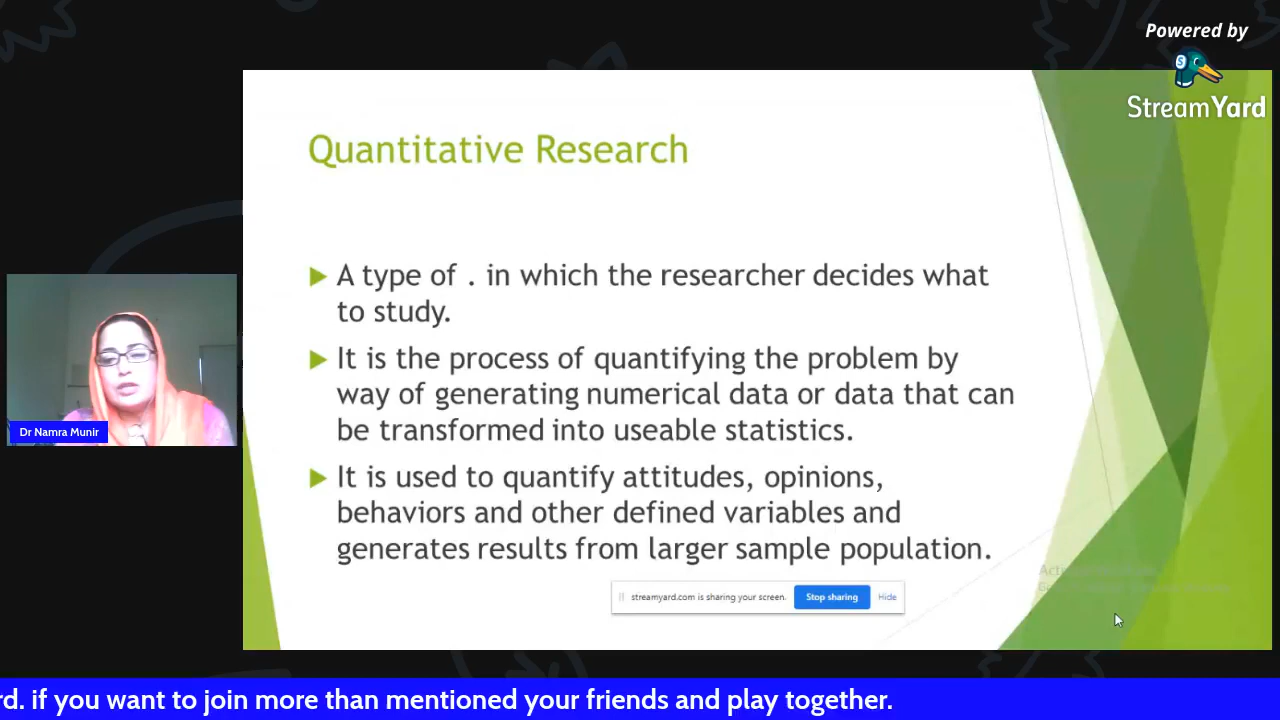 Powered by
StreamYard
Quantitative Research
A type of . in which the researcher decides what
to study.
It is the process of quantifying the problem by
way of generating numerical data or data that can
be transformed into useable statistics.
It is used to quantify attitudes, opinions,
behaviors and other defined variables and
generates results from larger sample population.
Dr Namra Munir
streamyard.com is sharing your screen.
Stop sharing
Hide
rd. if you want to join more than mentioned your friends and play together.